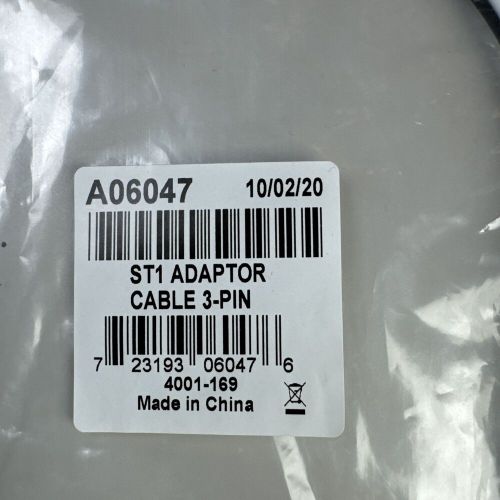 A06047 10/02/20
ST1 ADAPTOR
CABLE 3-PIN
7 23193 06047 6
4001-169
Made in China